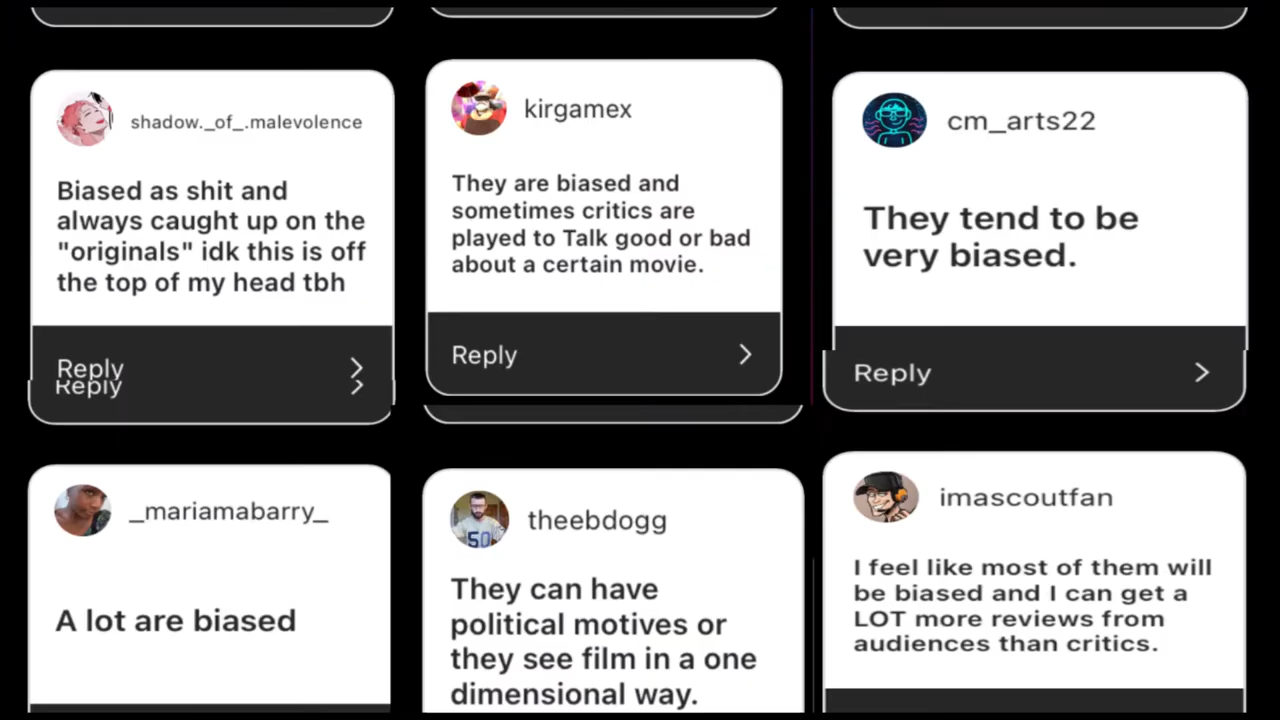 shadow._of_.malevolence
Biased as shit and
always caught up on the
"originals" idk this is off
the top of my head tbh
Reply
Reply
kirgamex
They are biased and
sometimes critics are
played to Talk good or bad
about a certain movie.
Reply
cm_arts22
They tend to be
very biased.
Reply
_mariamabarry_
A lot are biased
theebdogg
50
They can have
political motives or
they see film in a one
dimensional way.
imascoutfan
I feel like most of them will
be biased and I can get a
LOT more reviews from
audiences than critics.